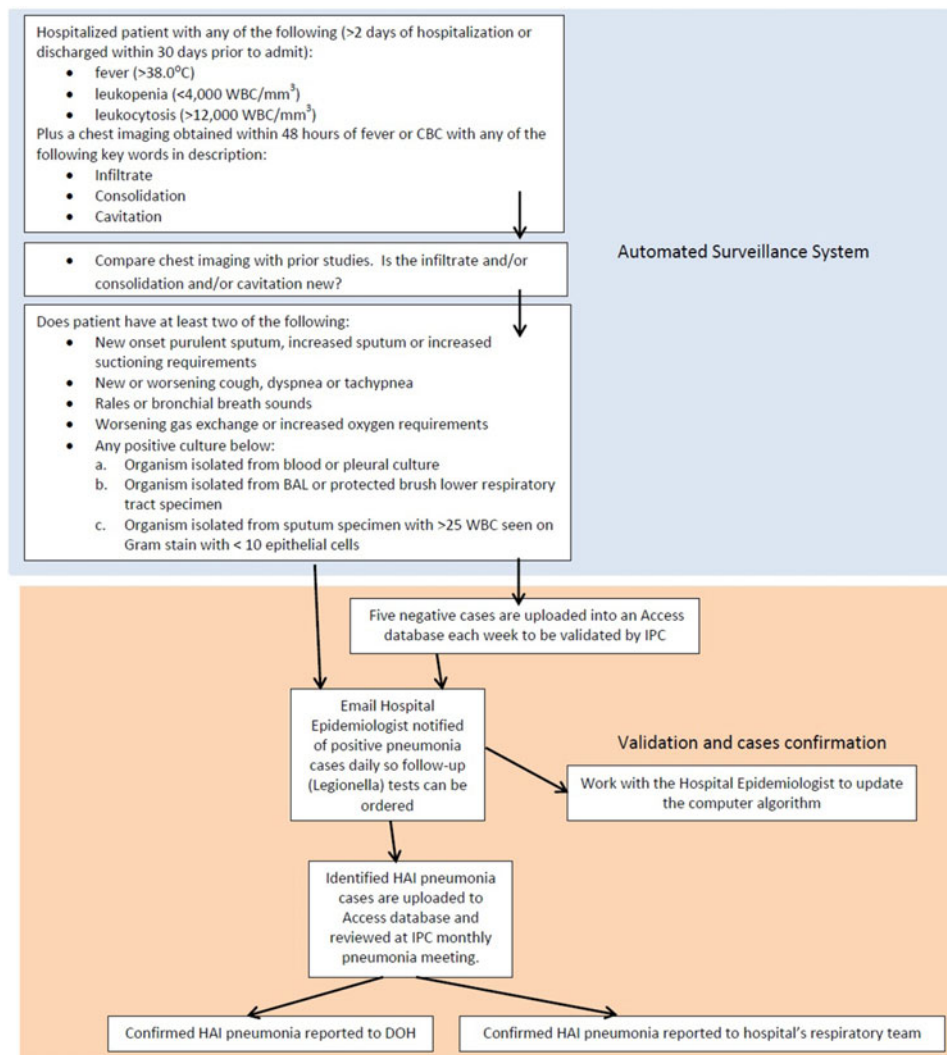 Hospitalized patient with any of the following (>2 days of hospitalization or
discharged within 30 days prior to admit):
• fever (>38.0⁰C)
• leukopenia (<4,000 WBC/mm³)
• leukocytosis (>12,000 WBC/mm³)
Plus a chest imaging obtained within 48 hours of fever or CBC with any of the
following key words in description:
• Infiltrate
• Consolidation
• Cavitation
• Compare chest imaging with prior studies. Is the infiltrate and/or
consolidation and/or cavitation new?
Automated Surveillance System
Does patient have at least two of the following:
• New onset purulent sputum, increased sputum or increased
suctioning requirements
• New or worsening cough, dyspnea or tachypnea
• Rales or bronchial breath sounds
• Worsening gas exchange or increased oxygen requirements
• Any positive culture below:
a. Organism isolated from blood or pleural culture
b. Organism isolated from BAL or protected brush lower respiratory
tract specimen
c. Organism isolated from sputum specimen with >25 WBC seen on
Gram stain with < 10 epithelial cells
Five negative cases are uploaded into an Access
database each week to be validated by IPC
Email Hospital
Epidemiologist notified
of positive pneumonia
cases daily so follow-up
(Legionella) tests can be
ordered
Validation and cases confirmation
Work with the Hospital Epidemiologist to update
the computer algorithm
Identified HAI pneumonia
cases are uploaded to
Access database and
reviewed at IPC monthly
pneumonia meeting.
Confirmed HAI pneumonia reported to DOH
Confirmed HAI pneumonia reported to hospital's respiratory team